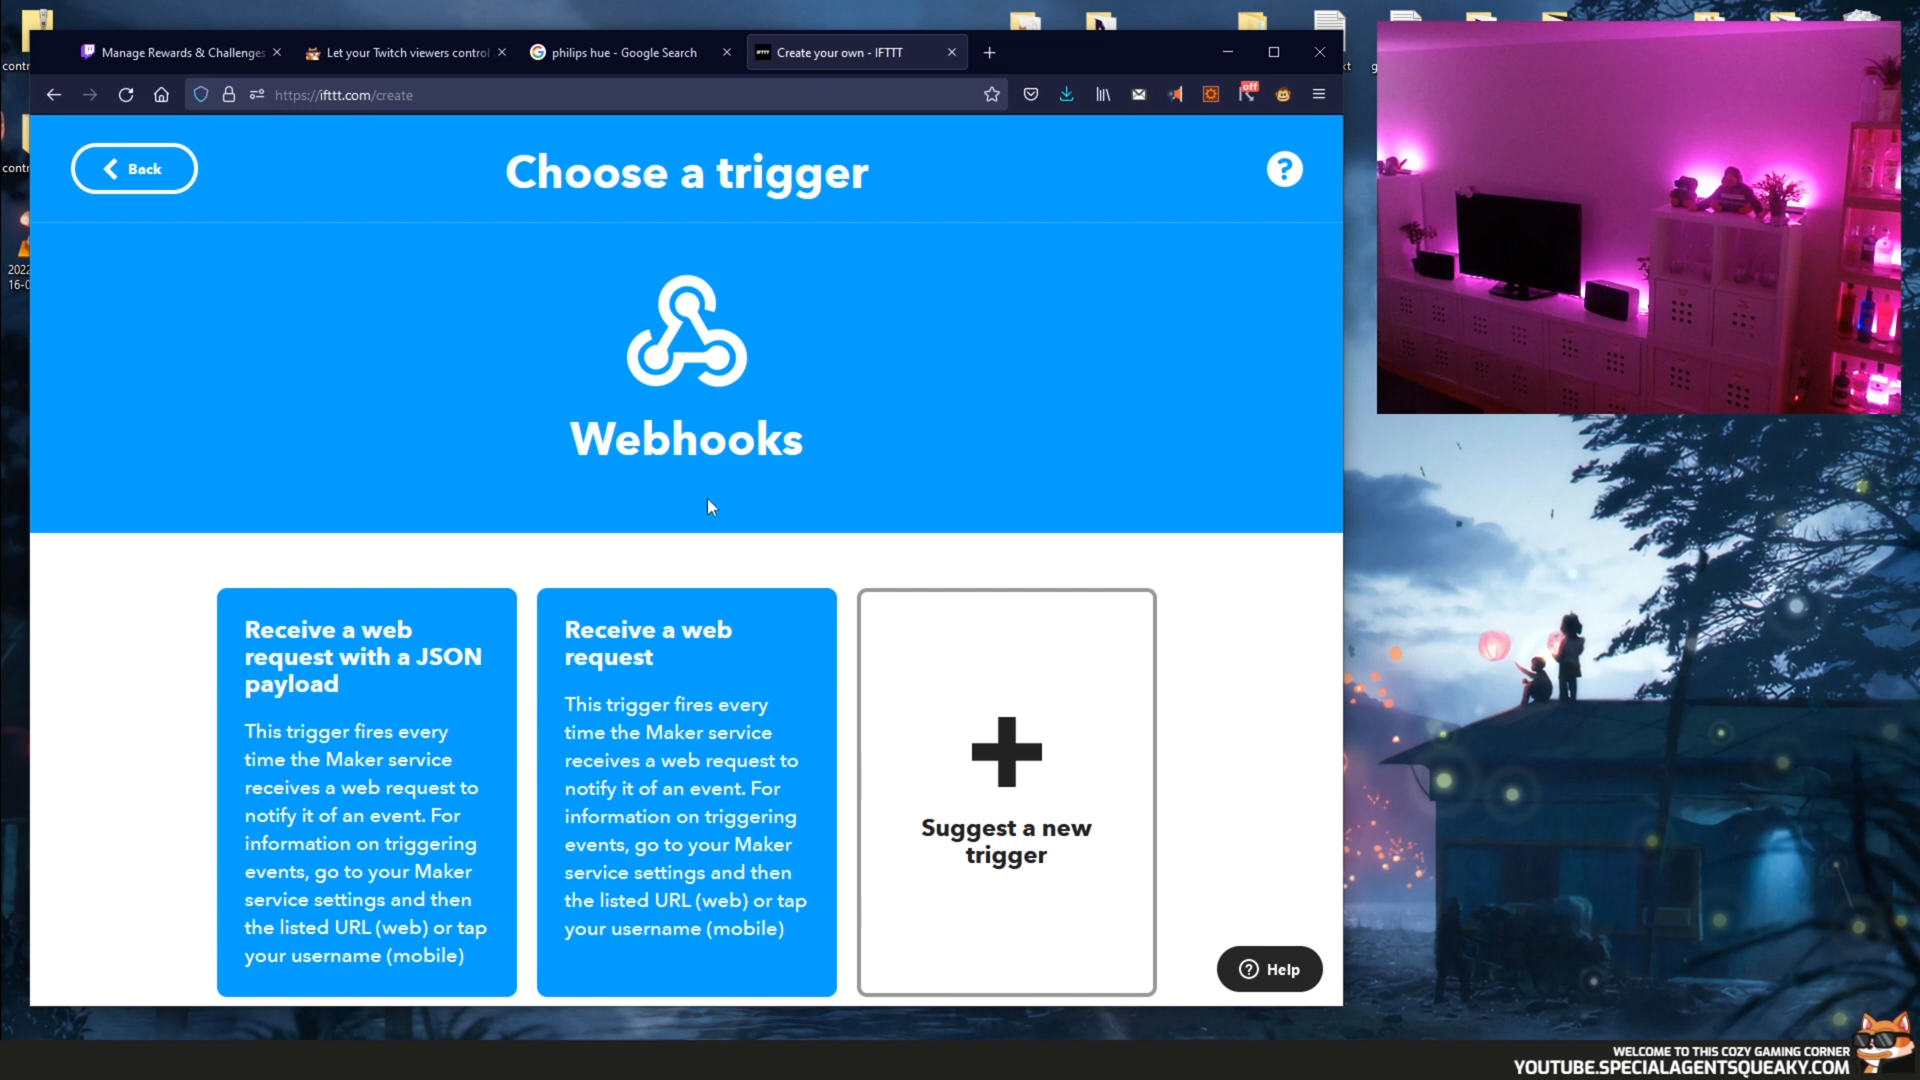 Manage Rewards & Challenges
Let your Twitch viewers control
philips hue - Google Search
Create your own - IFTTT
https://ifttt.com/create
off
Back
Choose a trigger
?
Webhooks
Receive a web
request with a JSON
payload
This trigger fires every
time the Maker service
receives a web request to
notify it of an event. For
information on triggering
events, go to your Maker
service settings and then
the listed URL (web) or tap
your username (mobile)
Receive a web
request
This trigger fires every
time the Maker service
receives a web request to
notify it of an event. For
information on triggering
events, go to your Maker
service settings and then
the listed URL (web) or tap
your username (mobile)
Suggest a new
trigger
Help
contr
contr
2022
16-0
WELCOME TO THIS COZY GAMING CORNER
YOUTUBE.SPECIALAGENTSQUEAKY.COM